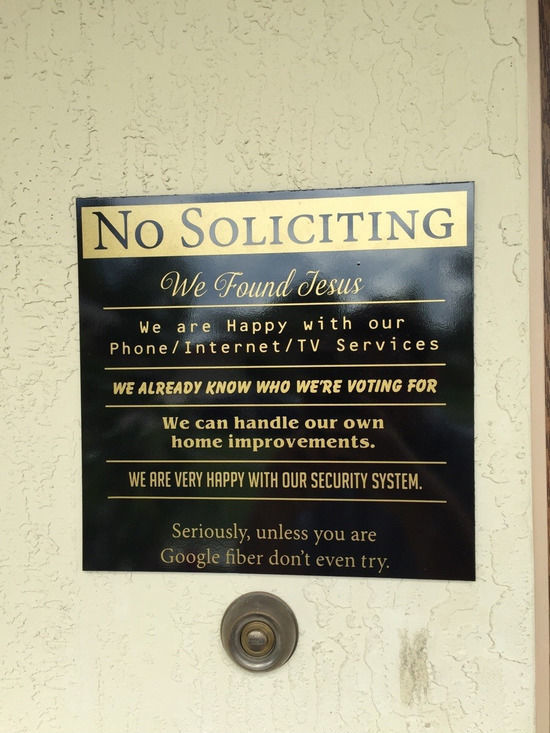 No Soliciting
We Found Jesus
We are Happy with our
Phone/Internet/TV Services
WE ALREADY KNOW WHO WE'RE VOTING FOR
We can handle our own
home improvements.
WE ARE VERY HAPPY WITH OUR SECURITY SYSTEM.
Seriously, unless you are
Google fiber don't even try.